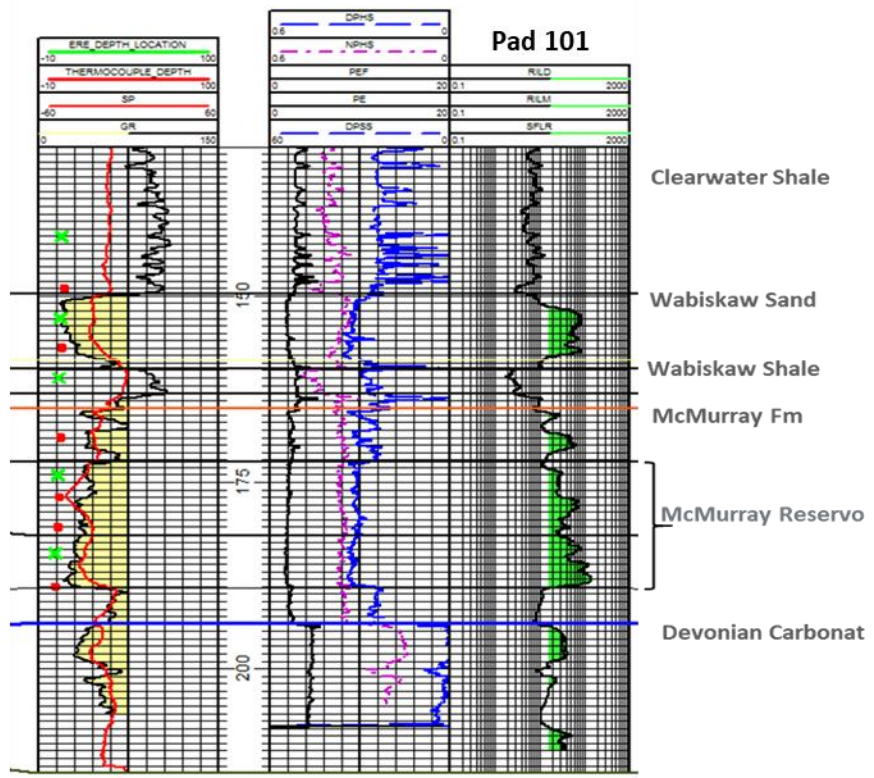 Pad 101
ERE_DEPTH_LOCATION
-10 100
THERMOCOUPLE_DEPTH
-10 100
SP
-60 60
GR
0 150
DPHS
0.6 0
NPHS
0.6 0
PEF
0 20
PE
0 20
DPSS
60 0
RILD
0.1 2000
RILM
0.1 2000
SFLR
2000
150
175
200
Clearwater Shale
Wabiskaw Sand
Wabiskaw Shale
McMurray Fm
McMurray Reservo
Devonian Carbonat